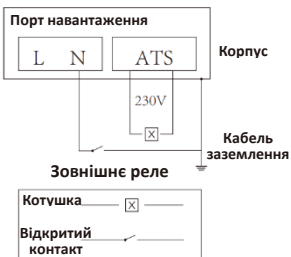 Порт навантаження
L N ATS
Корпус
230V
X
Кабель
заземлення
Зовнішнє реле
Котушка X
Відкритий
контакт